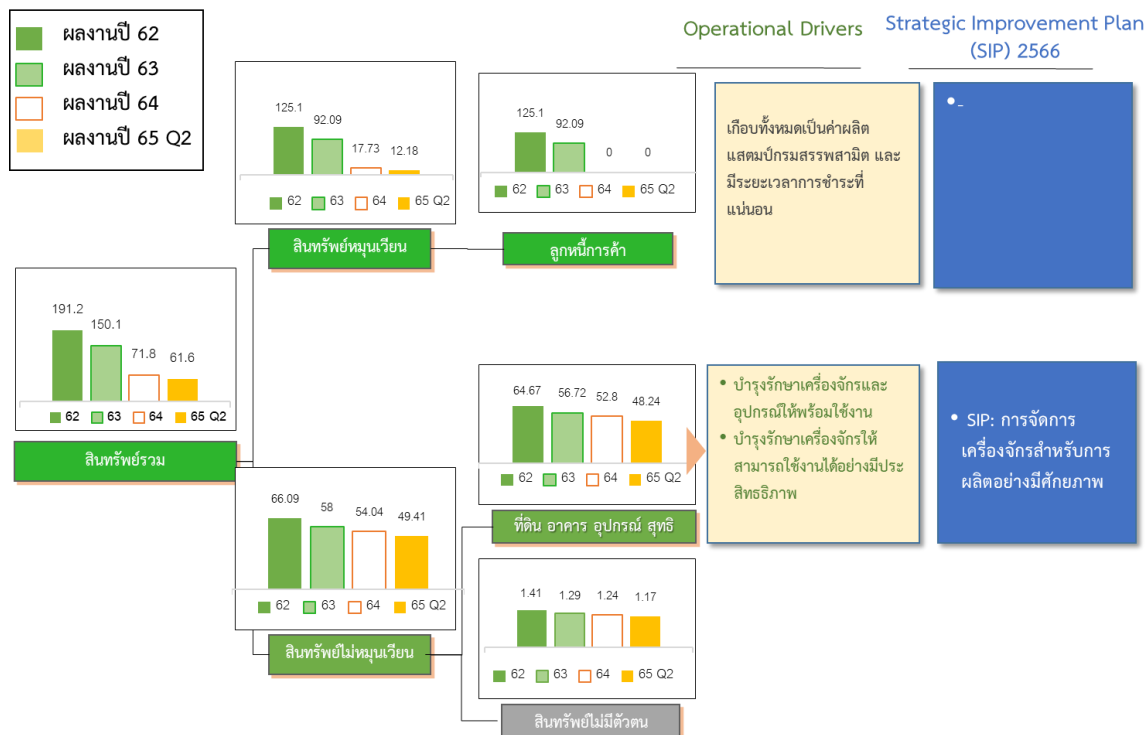 ผลงานปี 62
ผลงานปี 63
ผลงานปี 64
ผลงานปี 65 Q2
Operational Drivers
Strategic Improvement Plan
(SIP) 2566
125.1
92.09
17.73
12.18
62 63 64 65 Q2
สินทรัพย์หมุนเวียน
125.1
92.09
0
0
62 63 64 65 Q2
ลูกหนี้การค้า
เกือบทั้งหมดเป็นค่าผลิต
แสตมป์กรมสรรพสามิต และ
มีระยะเวลาการชำระที่
แน่นอน
•-
191.2
150.1
71.8
61.6
62 63 64 65 Q2
สินทรัพย์รวม
64.67
56.72
52.8
48.24
62 63 64 65 Q2
ที่ดิน อาคาร อุปกรณ์ สุทธิ
• บำรุงรักษาเครื่องจักรและ
อุปกรณ์ให้พร้อมใช้งาน
• บำรุงรักษาเครื่องจักรให้
สามารถใช้งานได้อย่างมีประ
สิทธธิภาพ
• SIP: การจัดการ
เครื่องจักรสำหรับการ
ผลิตอย่างมีศักยภาพ
66.09
58
54.04
49.41
62 63 64 65 Q2
สินทรัพย์ไม่หมุนเวียน
1.41
1.29
1.24
1.17
62 63 64 65 Q2
สินทรัพย์ไม่มีตัวตน